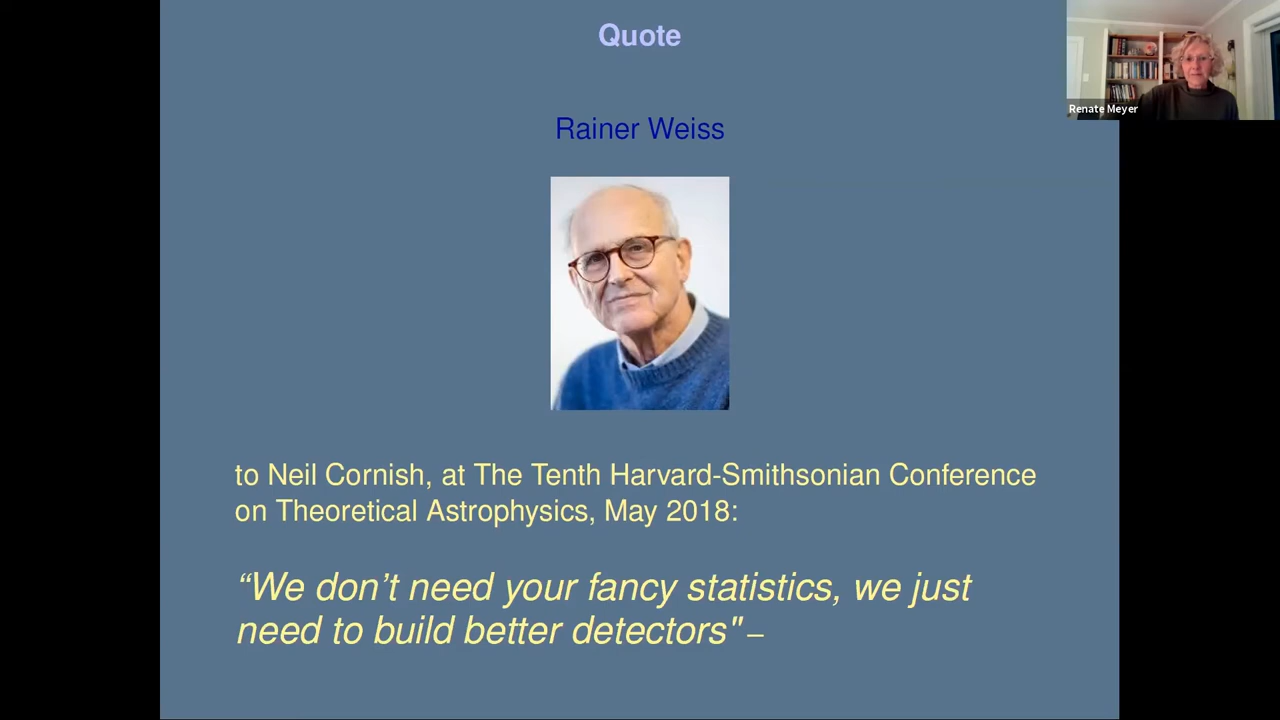 Quote
Renate Meyer
Rainer Weiss
to Neil Cornish, at The Tenth Harvard-Smithsonian Conference
on Theoretical Astrophysics, May 2018:
“We don’t need your fancy statistics, we just
need to build better detectors" –